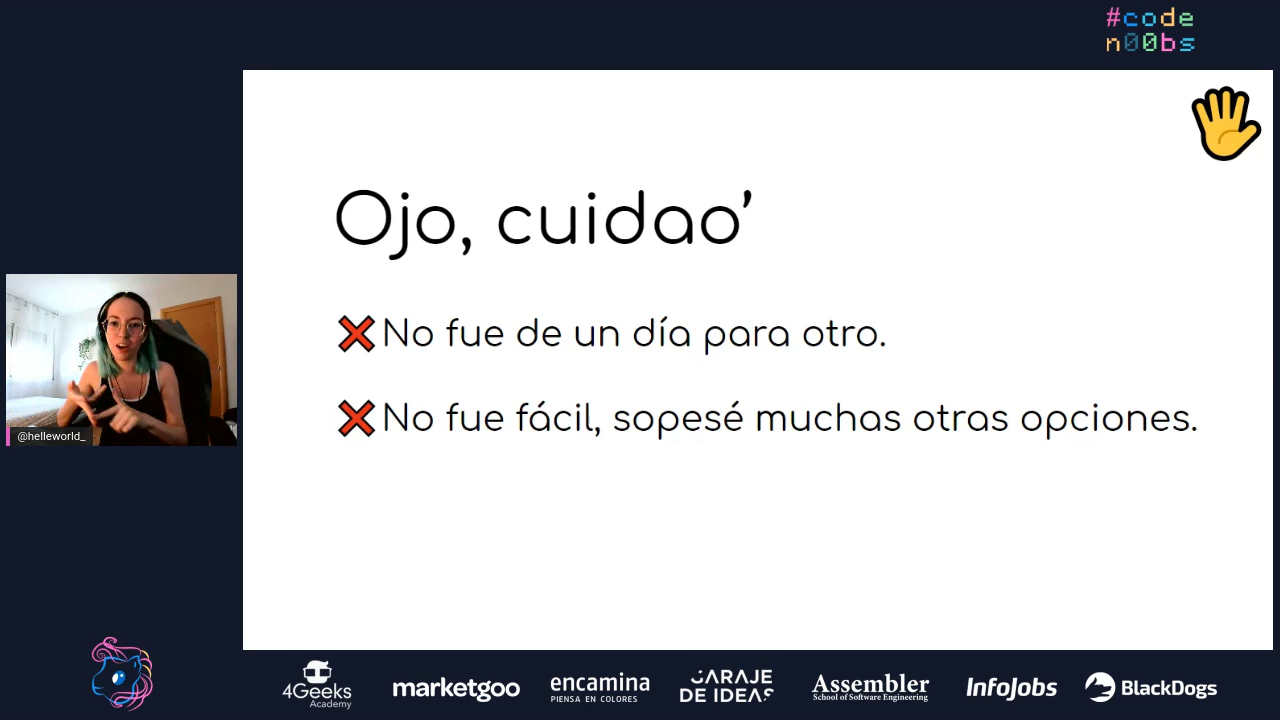 #code
n00bs
Ojo, cuidao’
No fue de un día para otro.
No fue fácil, sopesé muchas otras opciones.
@helleworld_
4Geeks
Academy
marketgoo
encamina
PIENSA EN COLORES
GARAJE
DE IDEAS
Assembler
School of Software Engineering
InfoJobs
BlackDogs